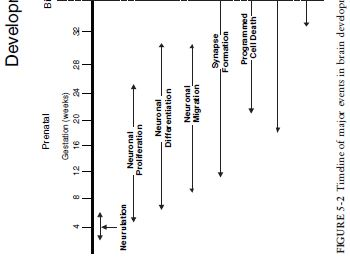 Developm
Prenatal
Gestation (weeks)
4 8 12 16 20 24 28 32
Neurulation
Neuronal
Proliferation
Neuronal
Differentiation
Neuronal
Migration
Synapse
Formation
Programmed
Cell Death
FIGURE 5-2 Timeline of major events in brain develop